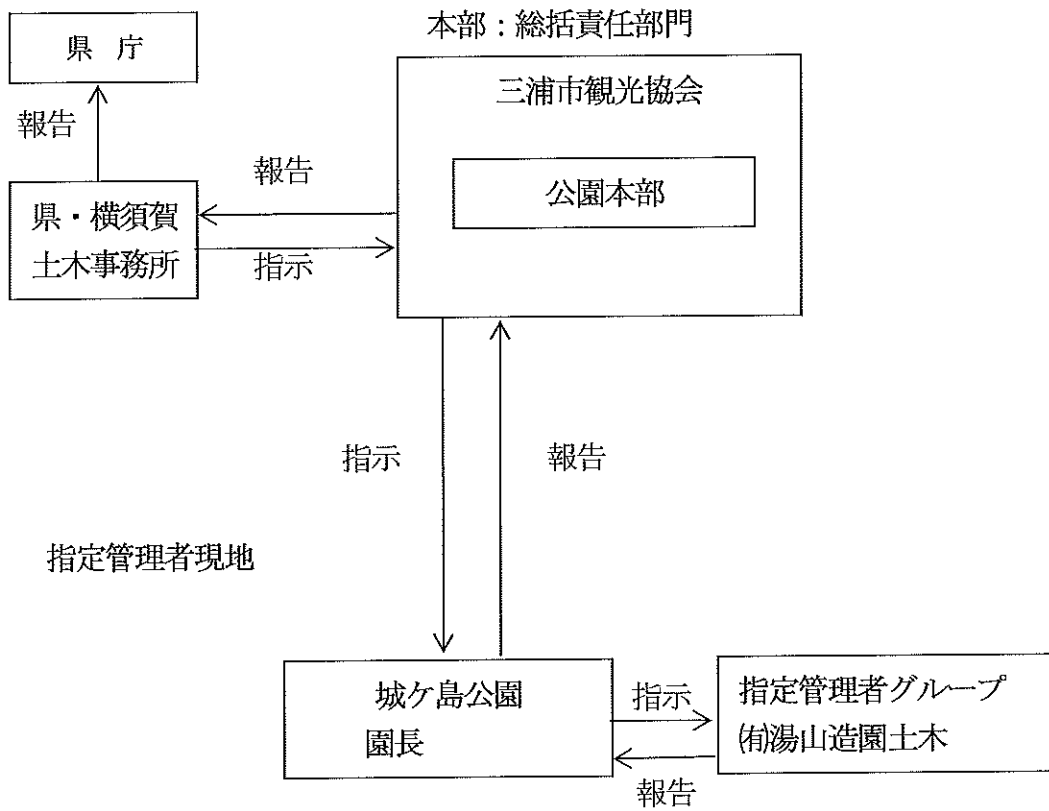 本部：総括責任部門
県 庁
三浦市観光協会
報告
公園本部
報告
県・横須賀
土木事務所
指示
指示
報告
指定管理者現地
城ケ島公園
園長
指示
指定管理者グループ
㈲湯山造園土木
報告